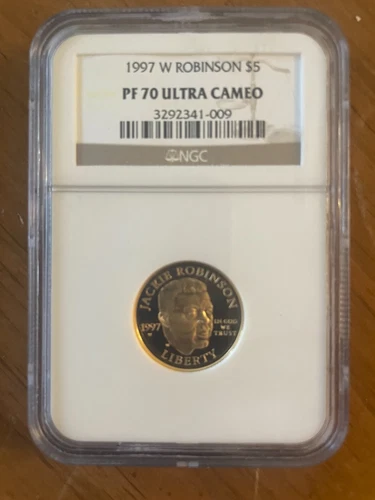 1997 W ROBINSON $5
PF 70 ULTRA CAMEO
3292341-009
NGC
JACKIE ROBINSON
1997
W
IN GOD
WE
TRUST
LIBERTY